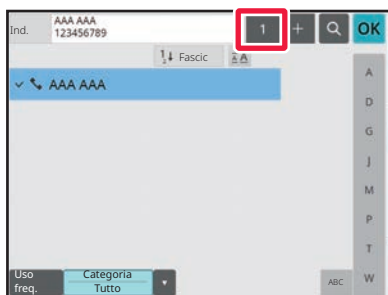 Ind.
AAA AAA
123456789
1
+
OK
Fascic
AAA AAA
A
D
G
J
M
P
T
W
Uso
freq.
Categoria
Tutto
ABC